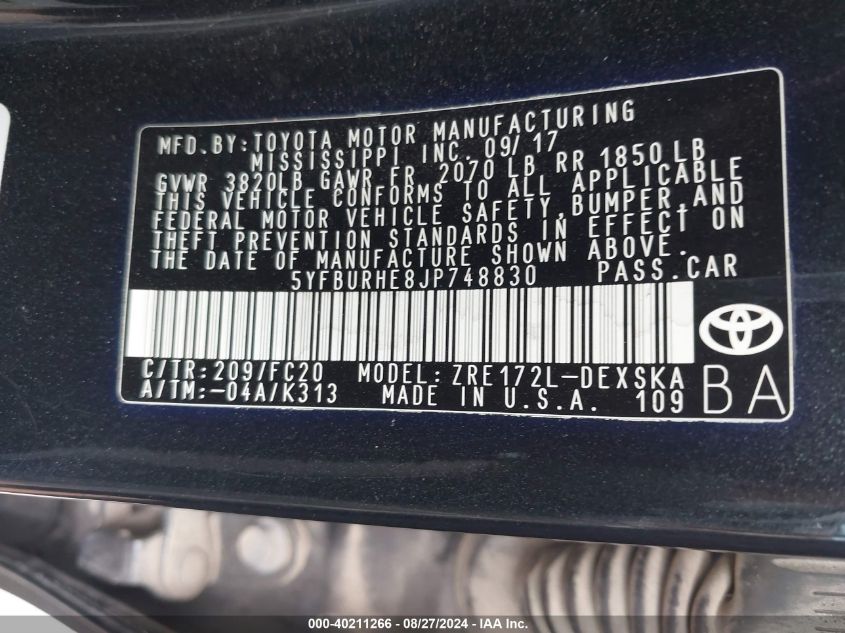 MFD.BY:TOYOTA MOTOR MANUFACTURING
MISSISSIPPI INC. 09/17
GVWR 3820LB GAWR FR 2070 LB RR 1850 LB
THIS VEHICLE CONFORMS TO ALL APPLICABLE
FEDERAL MOTOR VEHICLE SAFETY,BUMPER,AND
THEFT PREVENTION STANDARDS IN EFFECT ON
THE DATE OF MANUFACTURE SHOWN ABOVE.
5YFBURHE8JP748830 PASS.CAR
C/TR:209/FC20 MODEL: ZRE172L-DEXSKA
A/TM:-04A/K313 MADE IN U.S.A. 109 BA
000-40211266 - 08/27/2024 - TENANT: IAA, INC.